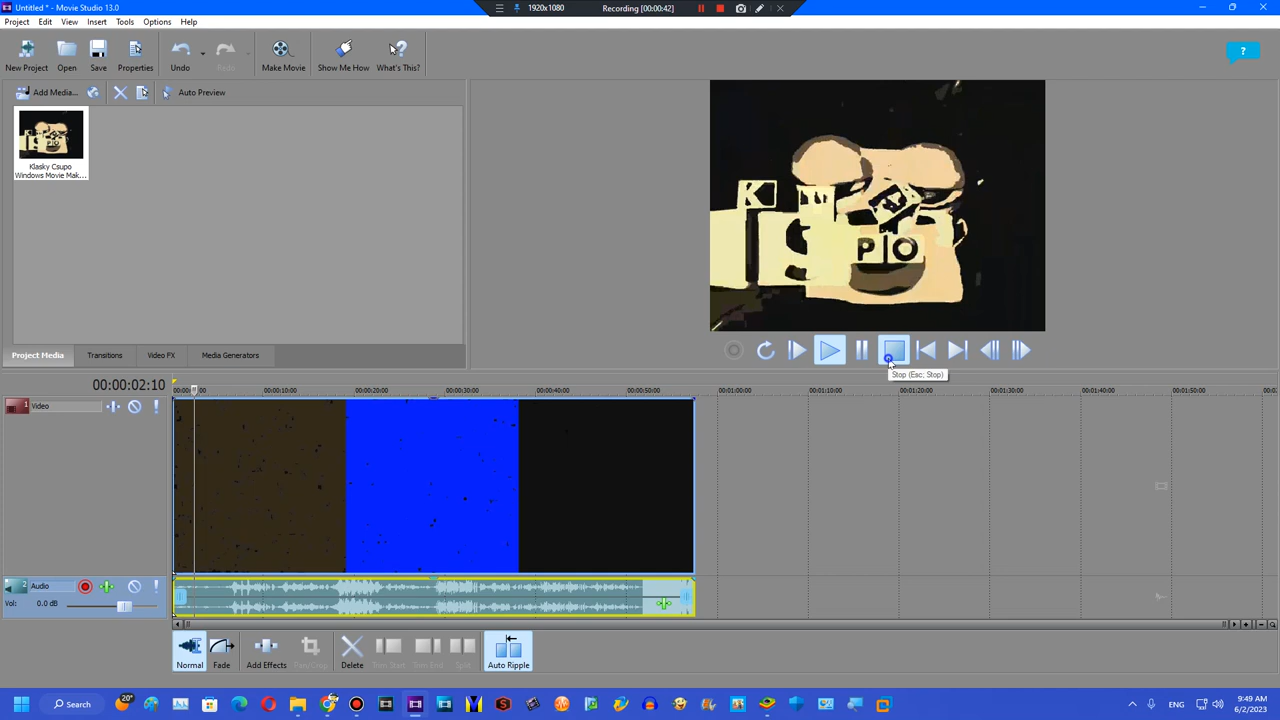 Untitled * - Movie Studio 13.0
1920x1080
Recording [00:00:42]
Project Edit View Insert Tools Options Help
New Project Open Save Properties Undo Redo Make Movie Show Me How What's This?
?
Add Media... Auto Preview
Klasky Csupo
Windows Movie Mak...
K
S
P O
Project Media Transitions Video FX Media Generators
Stop (Esc; Stop)
00:00:02:10
00:00:10:00 00:00:20:00 00:00:30:00 00:00:40:00 00:00:50:00 00:01:00:00 00:01:10:00 00:01:20:00 00:01:30:00 00:01:40:00 00:01:50:00
1 Video
2 Audio
Vol: 0.0 dB
Normal Fade Add Effects Pan/Crop Delete Trim Start Trim End Split Auto Ripple
20° Search ENG 9:49 AM
6/2/2023